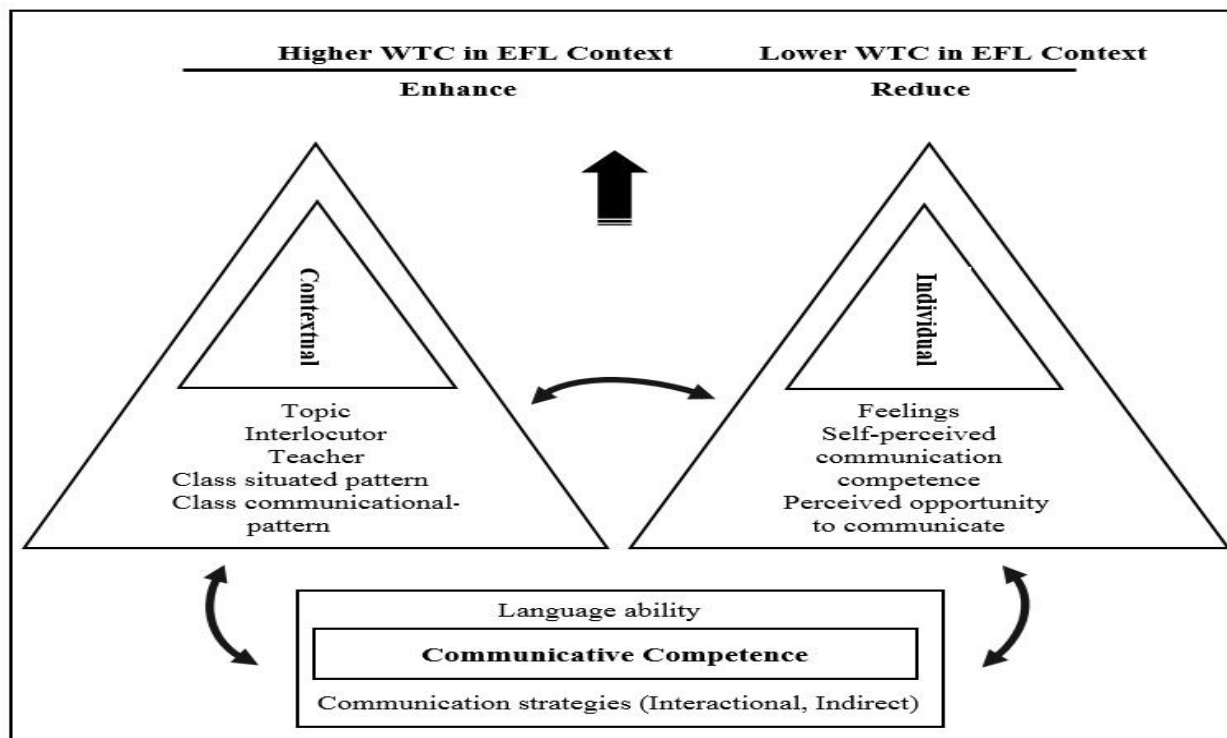 Higher WTC in EFL Context
Lower WTC in EFL Context
Enhance
Reduce
Contextual
Topic
Interlocutor
Teacher
Class situated pattern
Class communicational-
pattern
Individual
Feelings
Self-perceived
communication
competence
Perceived opportunity
to communicate
Language ability
Communicative Competence
Communication strategies (Interactional, Indirect)